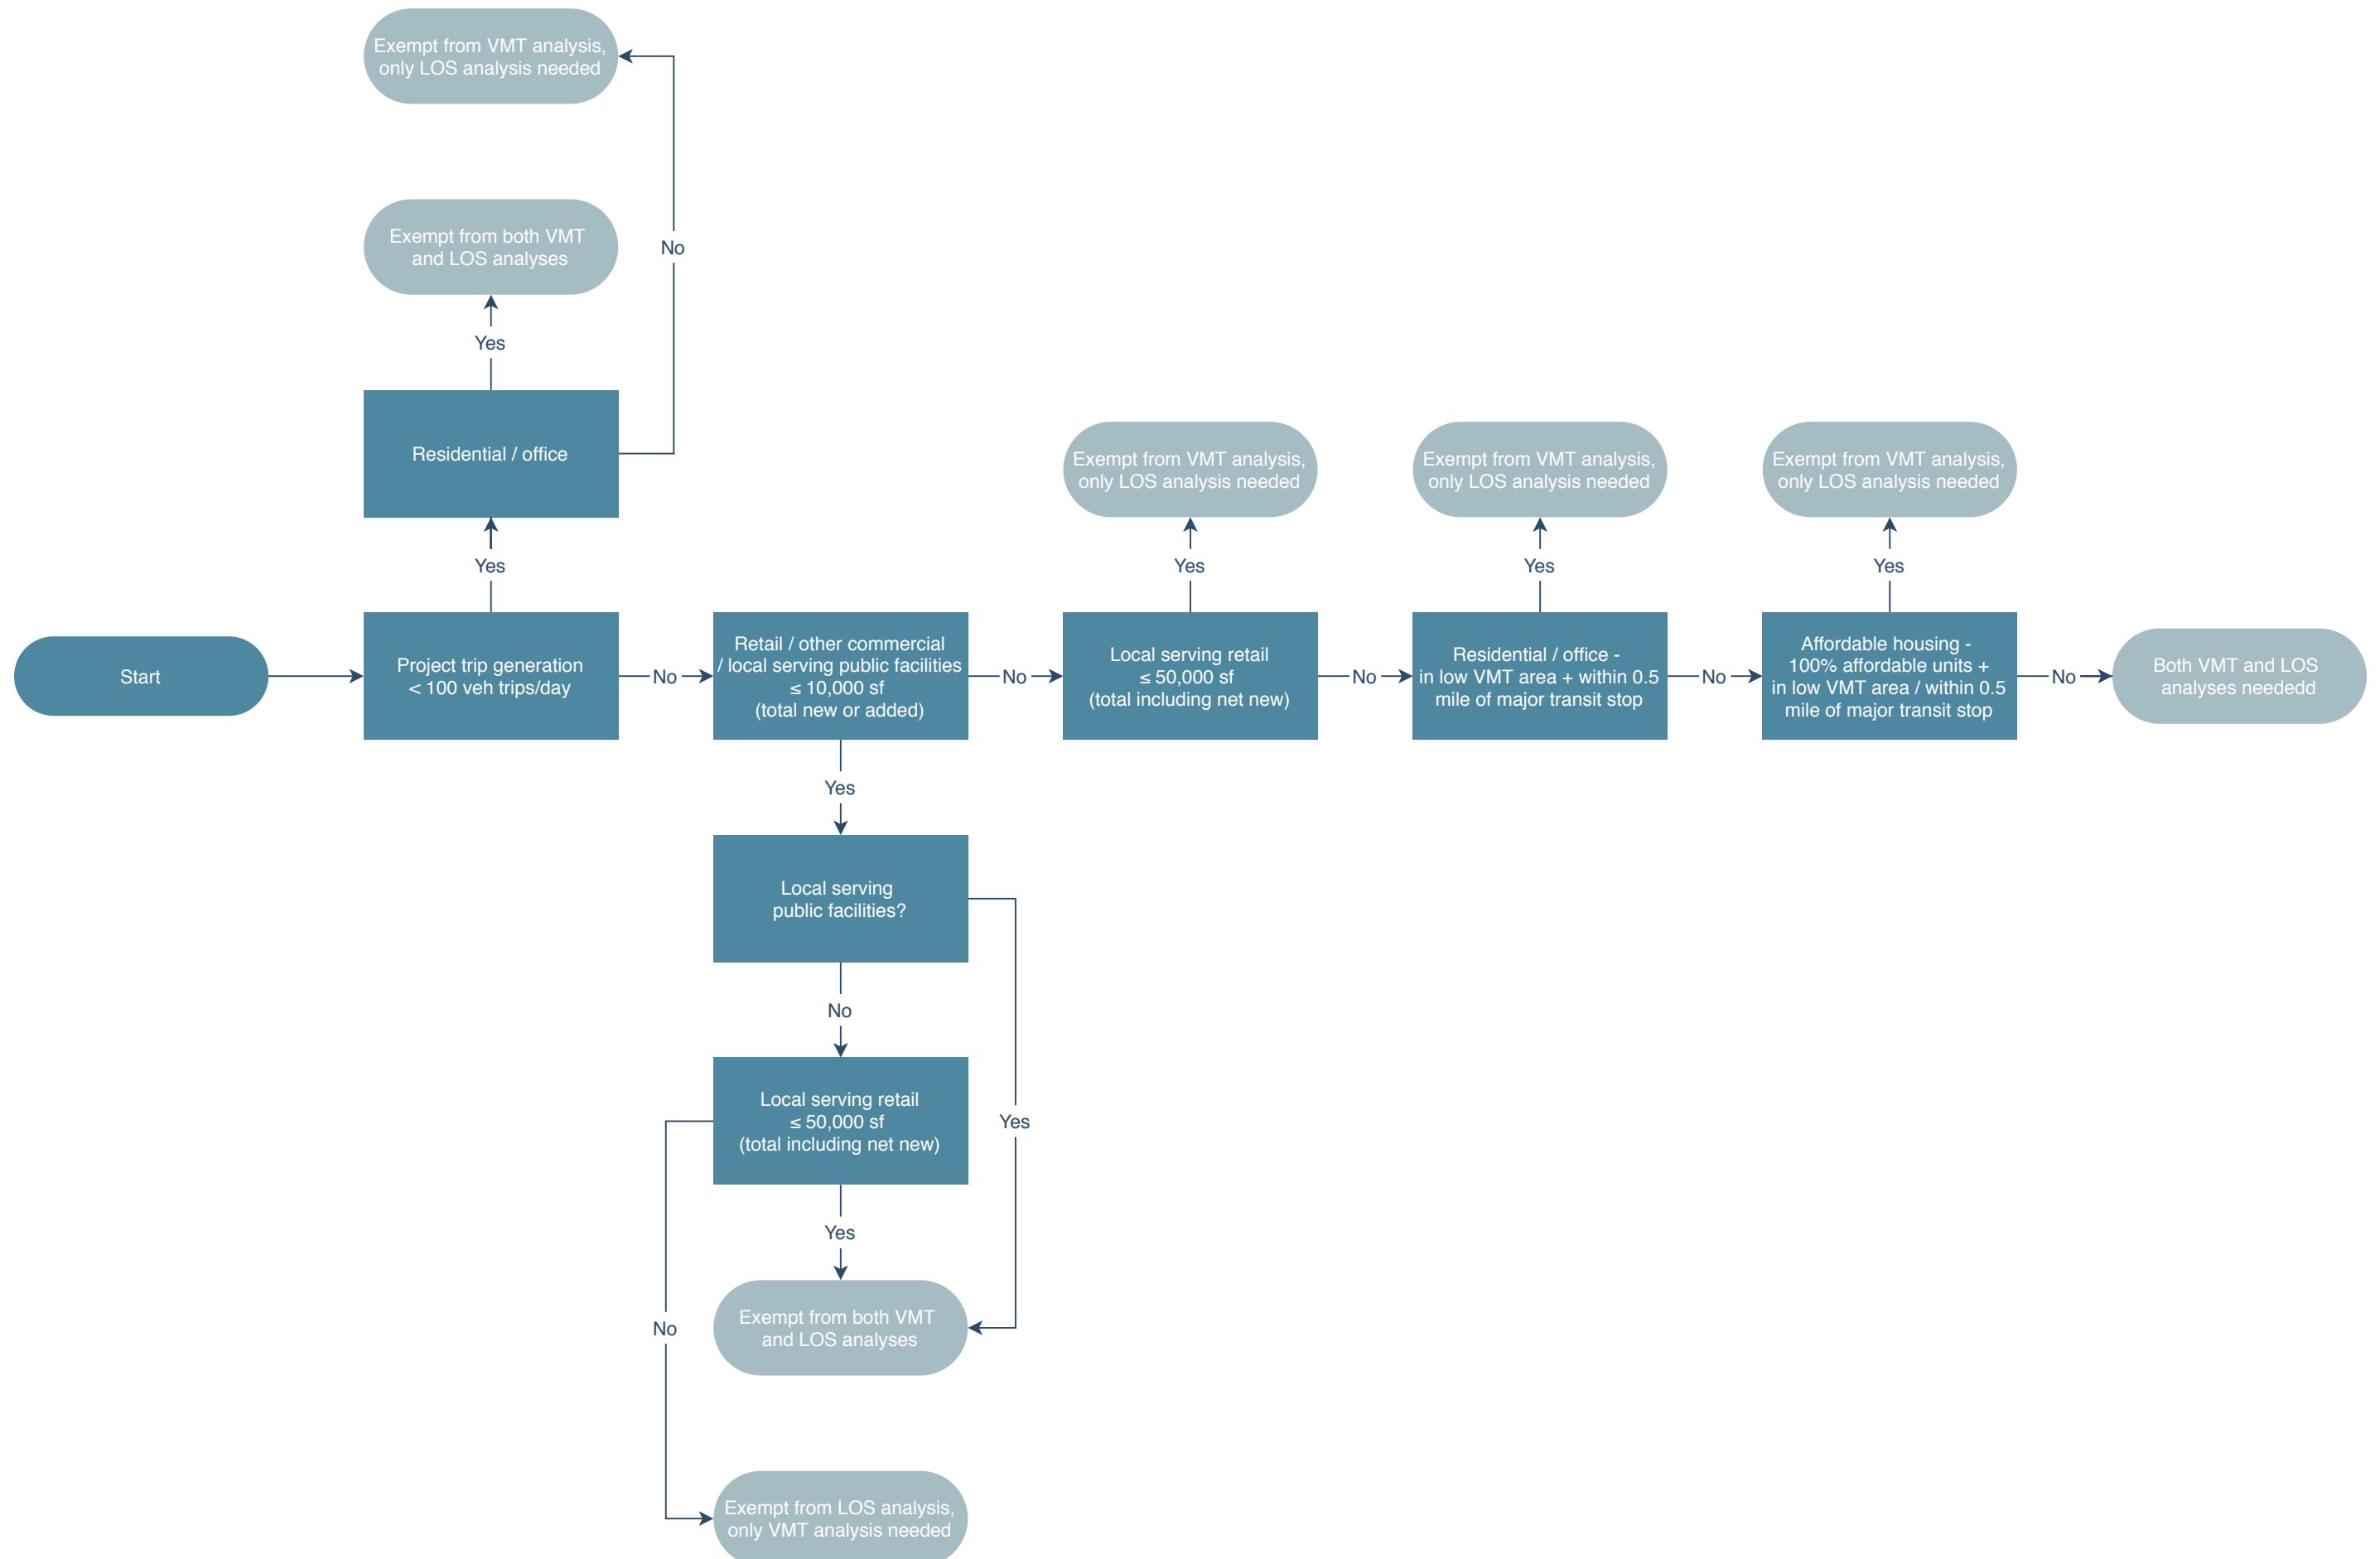 Exempt from VMT analysis,
only LOS analysis needed
Exempt from both VMT
and LOS analyses
No
Yes
Residential / office
Exempt from VMT analysis,
only LOS analysis needed
Exempt from VMT analysis,
only LOS analysis needed
Exempt from VMT analysis,
only LOS analysis needed
Yes
Yes
Yes
Yes
Start
Project trip generation
< 100 veh trips/day
No
Retail / other commercial
/ local serving public facilities
≤ 10,000 sf
(total new or added)
No
Local serving retail
≤ 50,000 sf
(total including net new)
No
Residential / office -
in low VMT area + within 0.5
mile of major transit stop
No
Affordable housing -
100% affordable units +
in low VMT area / within 0.5
mile of major transit stop
No
Both VMT and LOS
analyses neededd
Yes
Local serving
public facilities?
No
Local serving retail
≤ 50,000 sf
(total including net new)
Yes
Yes
Exempt from both VMT
and LOS analyses
No
Exempt from LOS analysis,
only VMT analysis needed